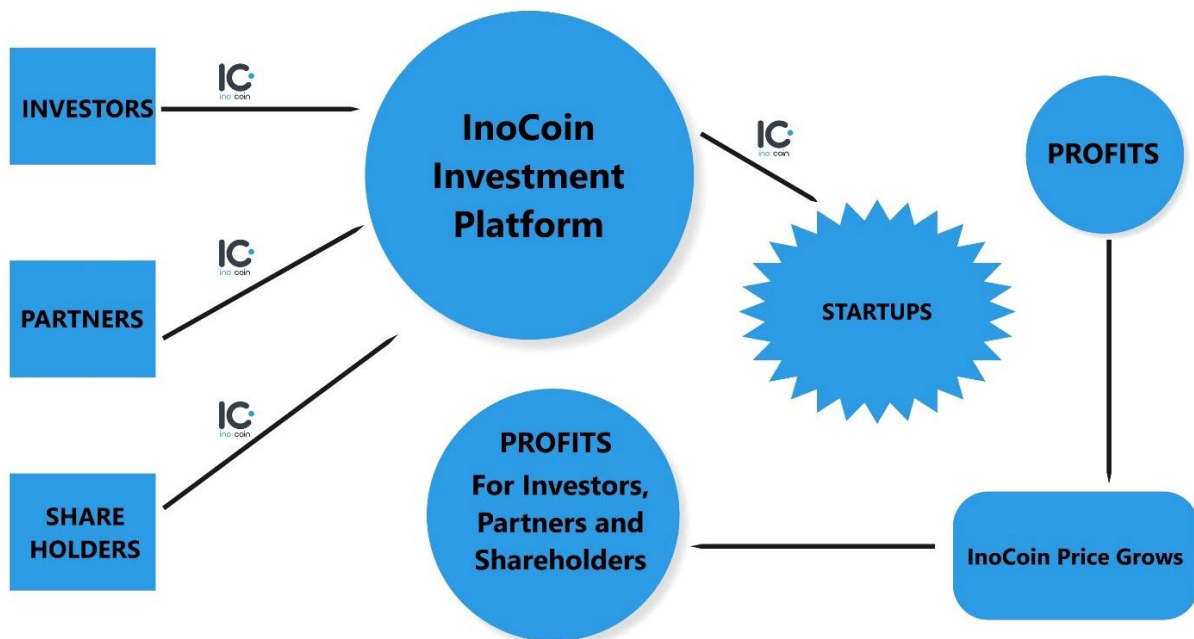 INVESTORS
IC
ino coin
InoCoin
Investment
Platform
IC
ino coin
PROFITS
PARTNERS
IC
ino coin
STARTUPS
SHARE
HOLDERS
IC
ino coin
PROFITS
For Investors,
Partners and
Shareholders
InoCoin Price Grows